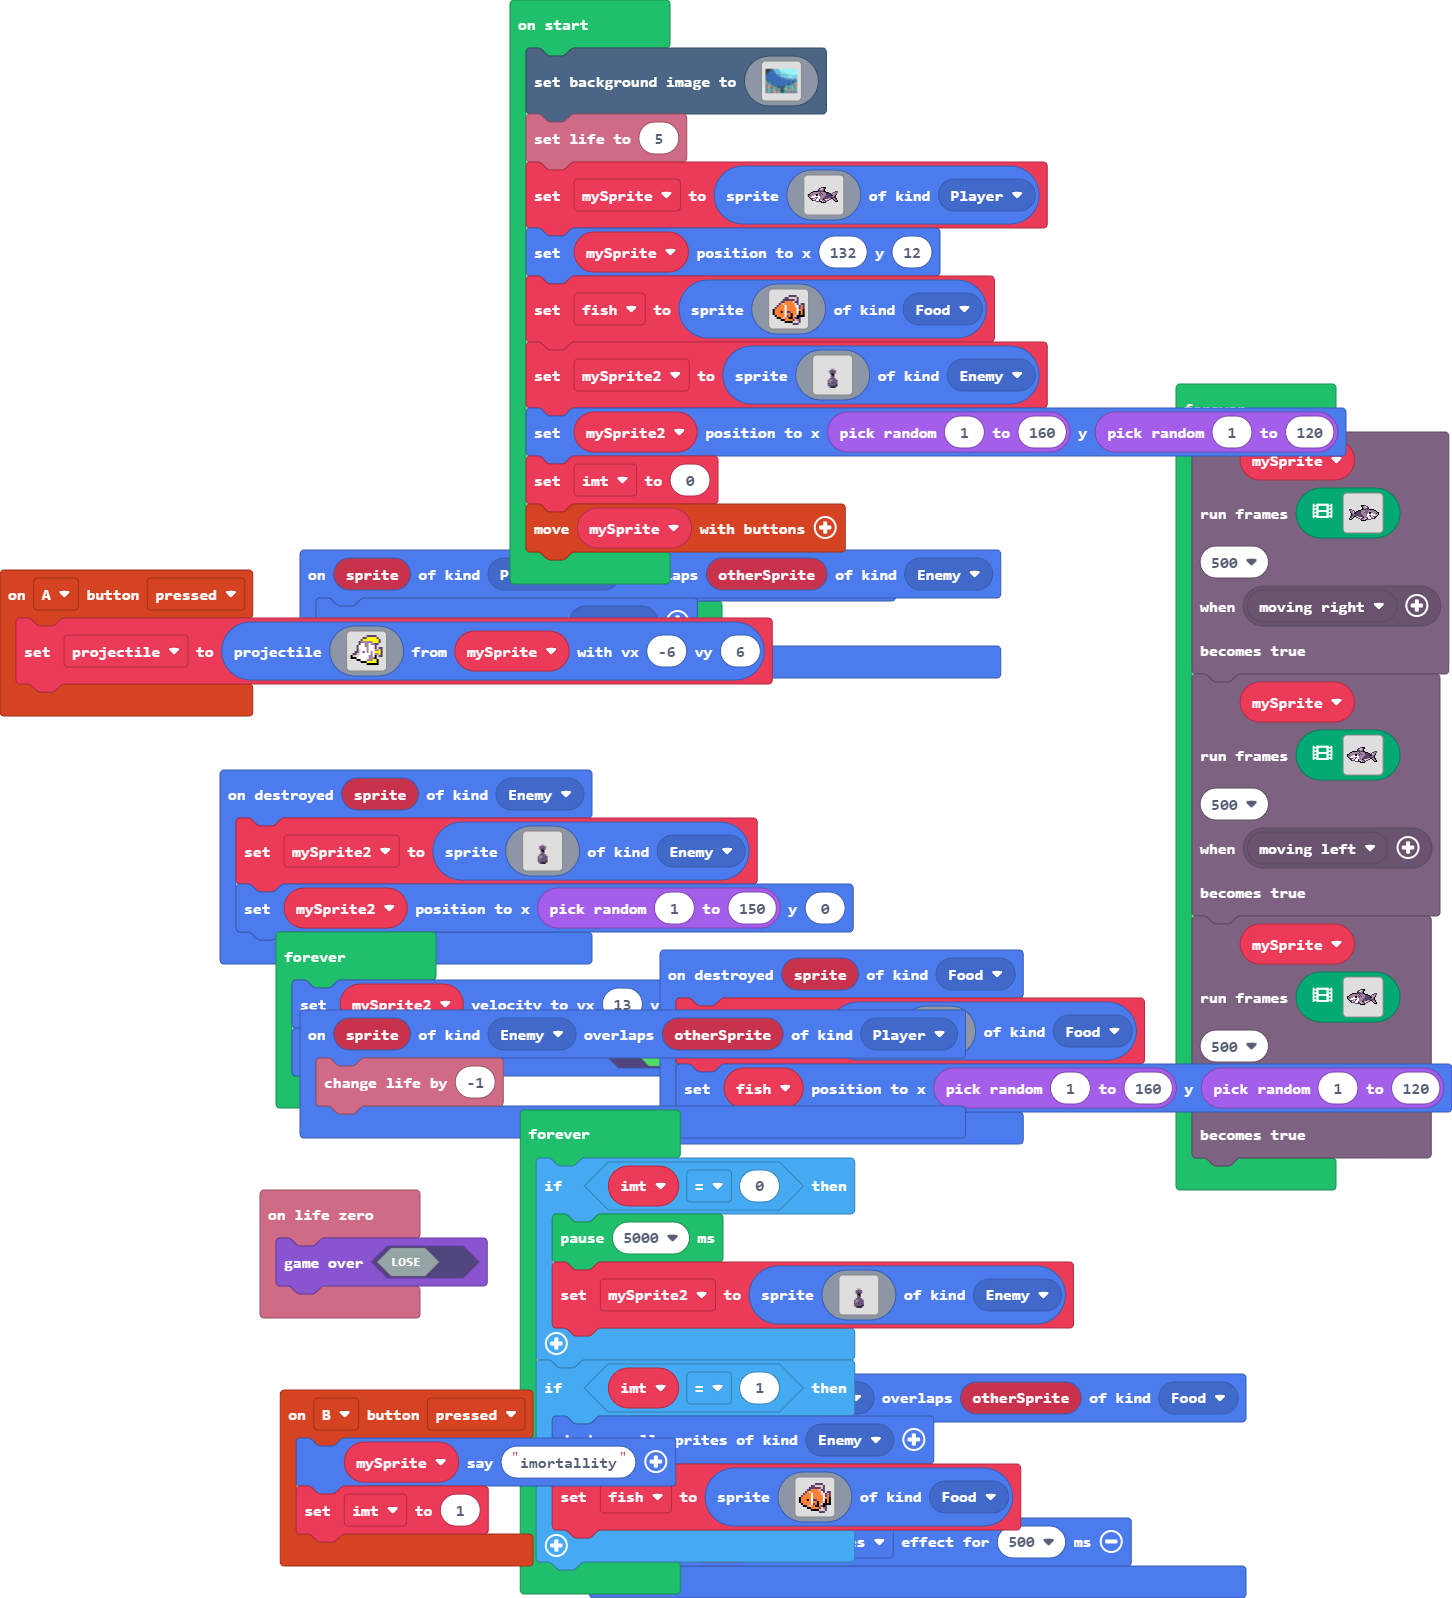 on start
set background image to
set life to 5
set mySprite to sprite of kind Player
set mySprite position to x 132 y 12
set fish to sprite of kind Food
set mySprite2 to sprite of kind Enemy
set mySprite2 position to x pick random 1 to 160 y pick random 1 to 120
set imt to 0
move mySprite with buttons
on sprite of kind otherSprite of kind Enemy
on A button pressed
set projectile to projectile from mySprite with vx -6 vy 6
mySprite
run frames
500
when moving right
becomes true
mySprite
run frames
500
when moving left
becomes true
mySprite
run frames
500
becomes true
on destroyed sprite of kind Enemy
set mySprite2 to sprite of kind Enemy
set mySprite2 position to x pick random 1 to 150 y 0
forever
set mySprite2 velocity to vx 13
on destroyed sprite of kind Food
of kind Food
set fish position to x pick random 1 to 160 y pick random 1 to 120
on sprite of kind Enemy overlaps otherSprite of kind Player
change life by -1
forever
if imt = 0 then
pause 5000 ms
set mySprite2 to sprite of kind Enemy
if imt = 1 then
sprites of kind Enemy
set fish to sprite of kind Food
on life zero
game over LOSE
on B button pressed
mySprite say "imortallity"
set imt to 1
overlaps otherSprite of kind Food
effect for 500 ms